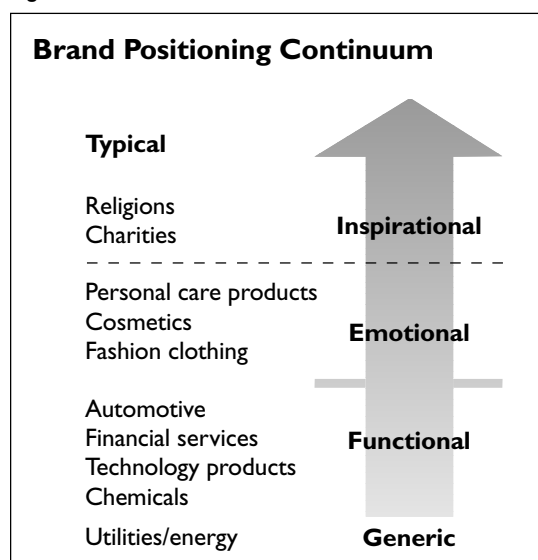 Brand Positioning Continuum
Typical
Religions
Charities
Inspirational
Personal care products
Cosmetics
Fashion clothing
Emotional
Automotive
Financial services
Technology products
Chemicals
Functional
Utilities/energy
Generic